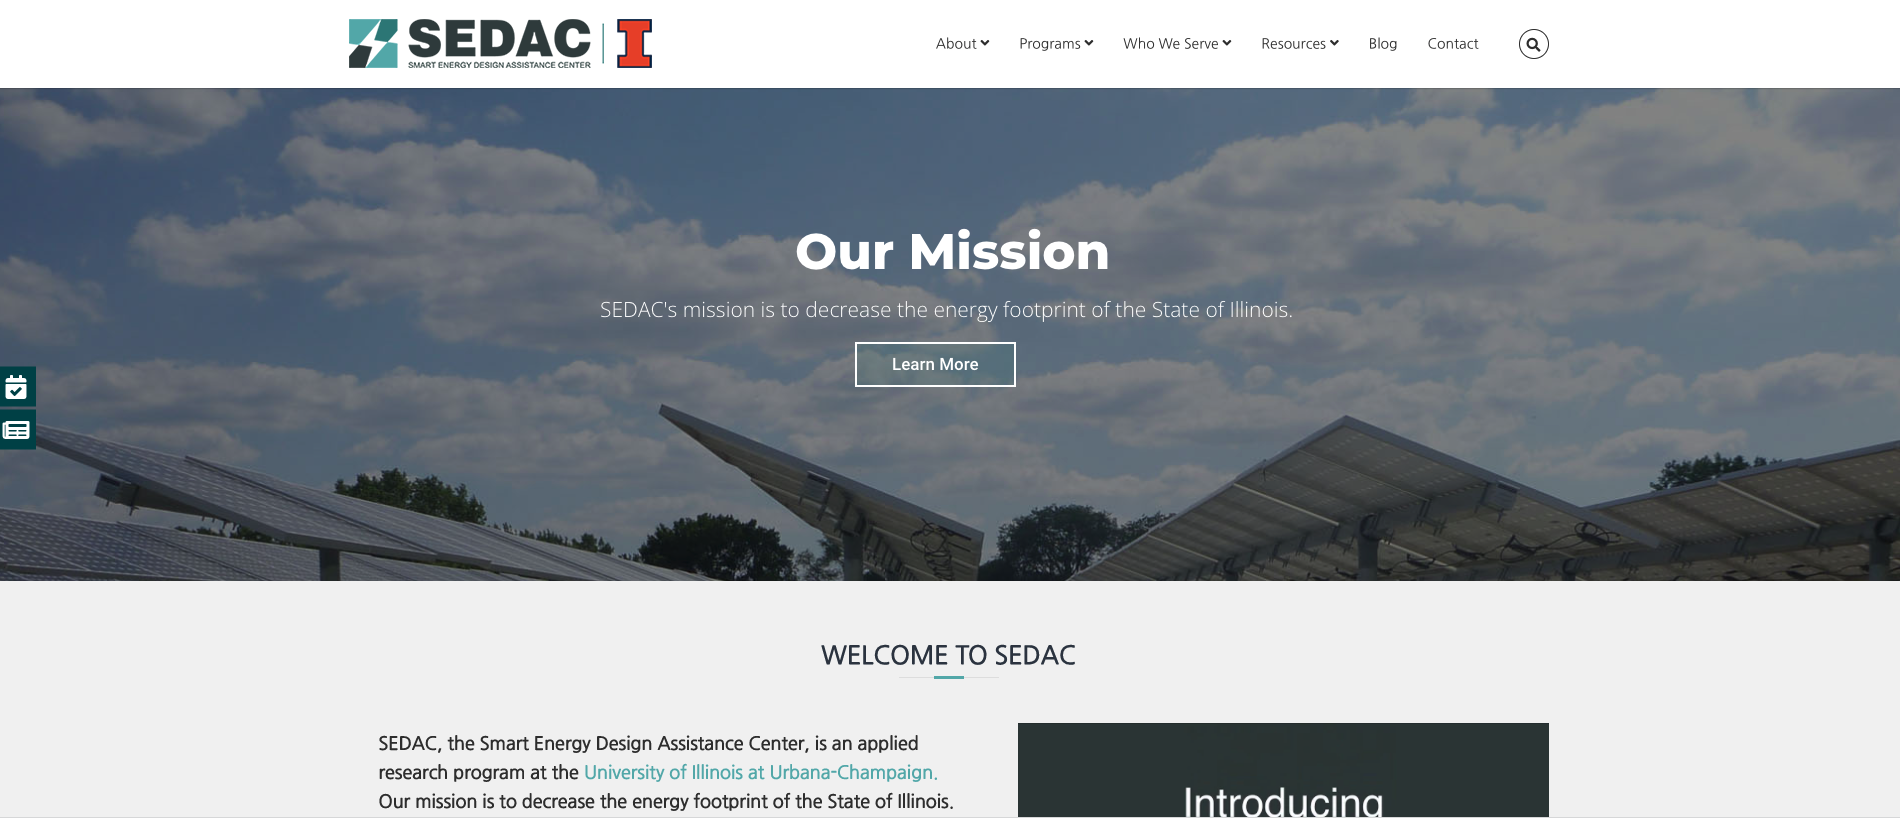 SEDAC
SMART ENERGY DESIGN ASSISTANCE CENTER
I
About
Programs
Who We Serve
Resources
Blog
Contact
Our Mission
SEDAC's mission is to decrease the energy footprint of the State of Illinois.
Learn More
WELCOME TO SEDAC
SEDAC, the Smart Energy Design Assistance Center, is an applied
research program at the University of Illinois at Urbana-Champaign.
Our mission is to decrease the energy footprint of the State of Illinois.
Introducing